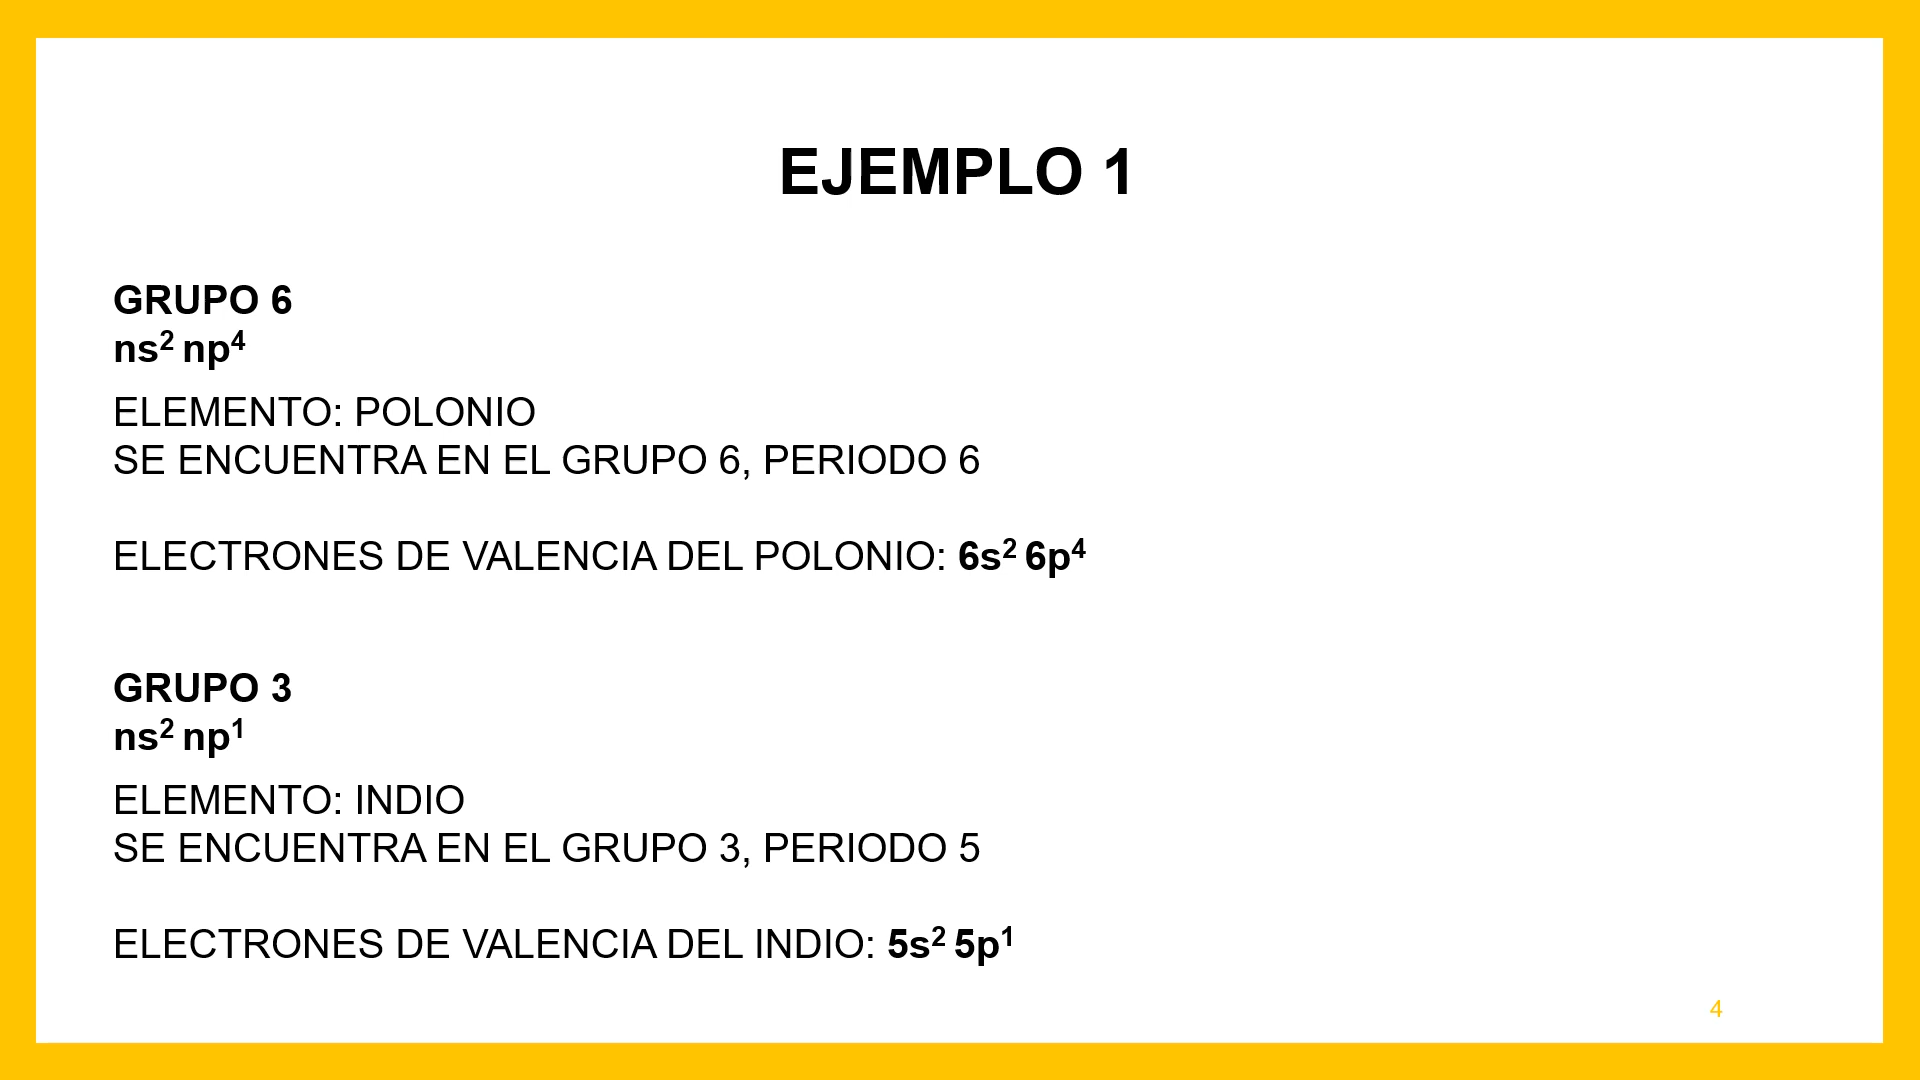 EJEMPLO 1
GRUPO 6
ns² np⁴
ELEMENTO: POLONIO
SE ENCUENTRA EN EL GRUPO 6, PERIODO 6
ELECTRONES DE VALENCIA DEL POLONIO: 6s² 6p⁴
GRUPO 3
ns² np¹
ELEMENTO: INDIO
SE ENCUENTRA EN EL GRUPO 3, PERIODO 5
ELECTRONES DE VALENCIA DEL INDIO: 5s² 5p¹
4